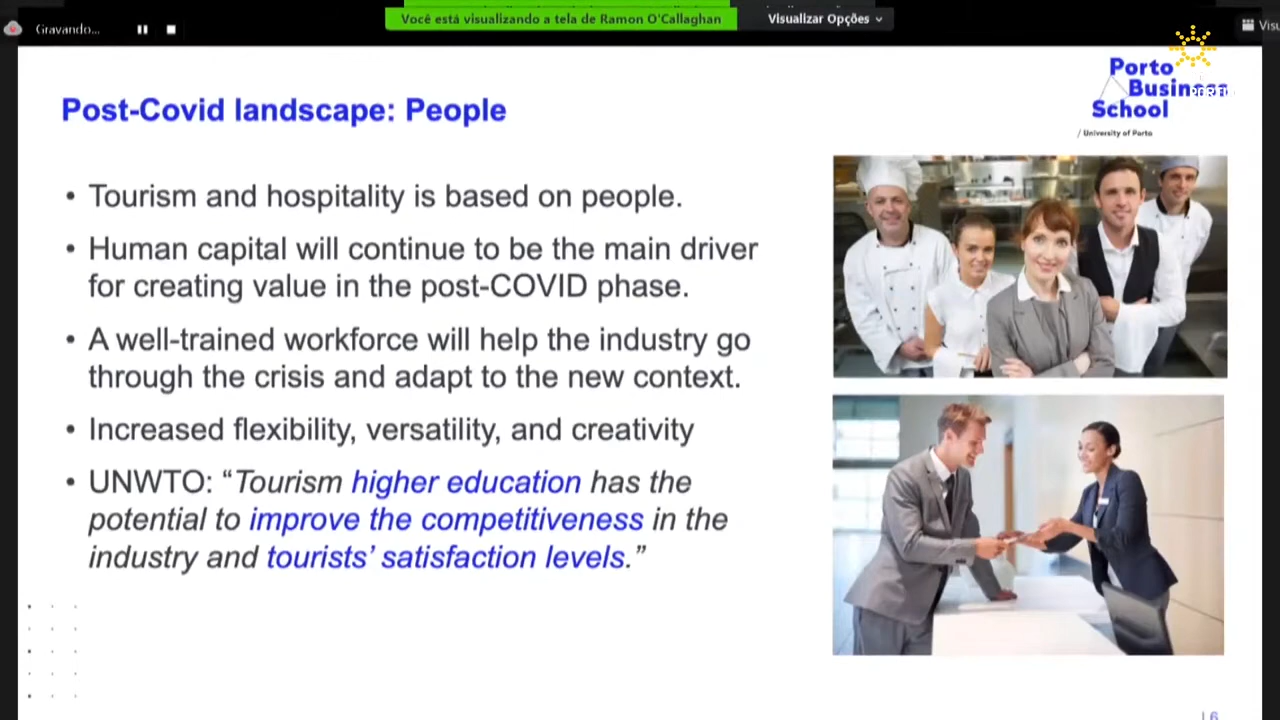 Você está visualizando a tela de Ramon O'Callaghan
Visualizar Opções
Gravando...
Porto
Business
School
/ University of Porto
Post-Covid landscape: People
• Tourism and hospitality is based on people.
• Human capital will continue to be the main driver
for creating value in the post-COVID phase.
• A well-trained workforce will help the industry go
through the crisis and adapt to the new context.
• Increased flexibility, versatility, and creativity
• UNWTO: “Tourism higher education has the
potential to improve the competitiveness in the
industry and tourists’ satisfaction levels.”
| 6